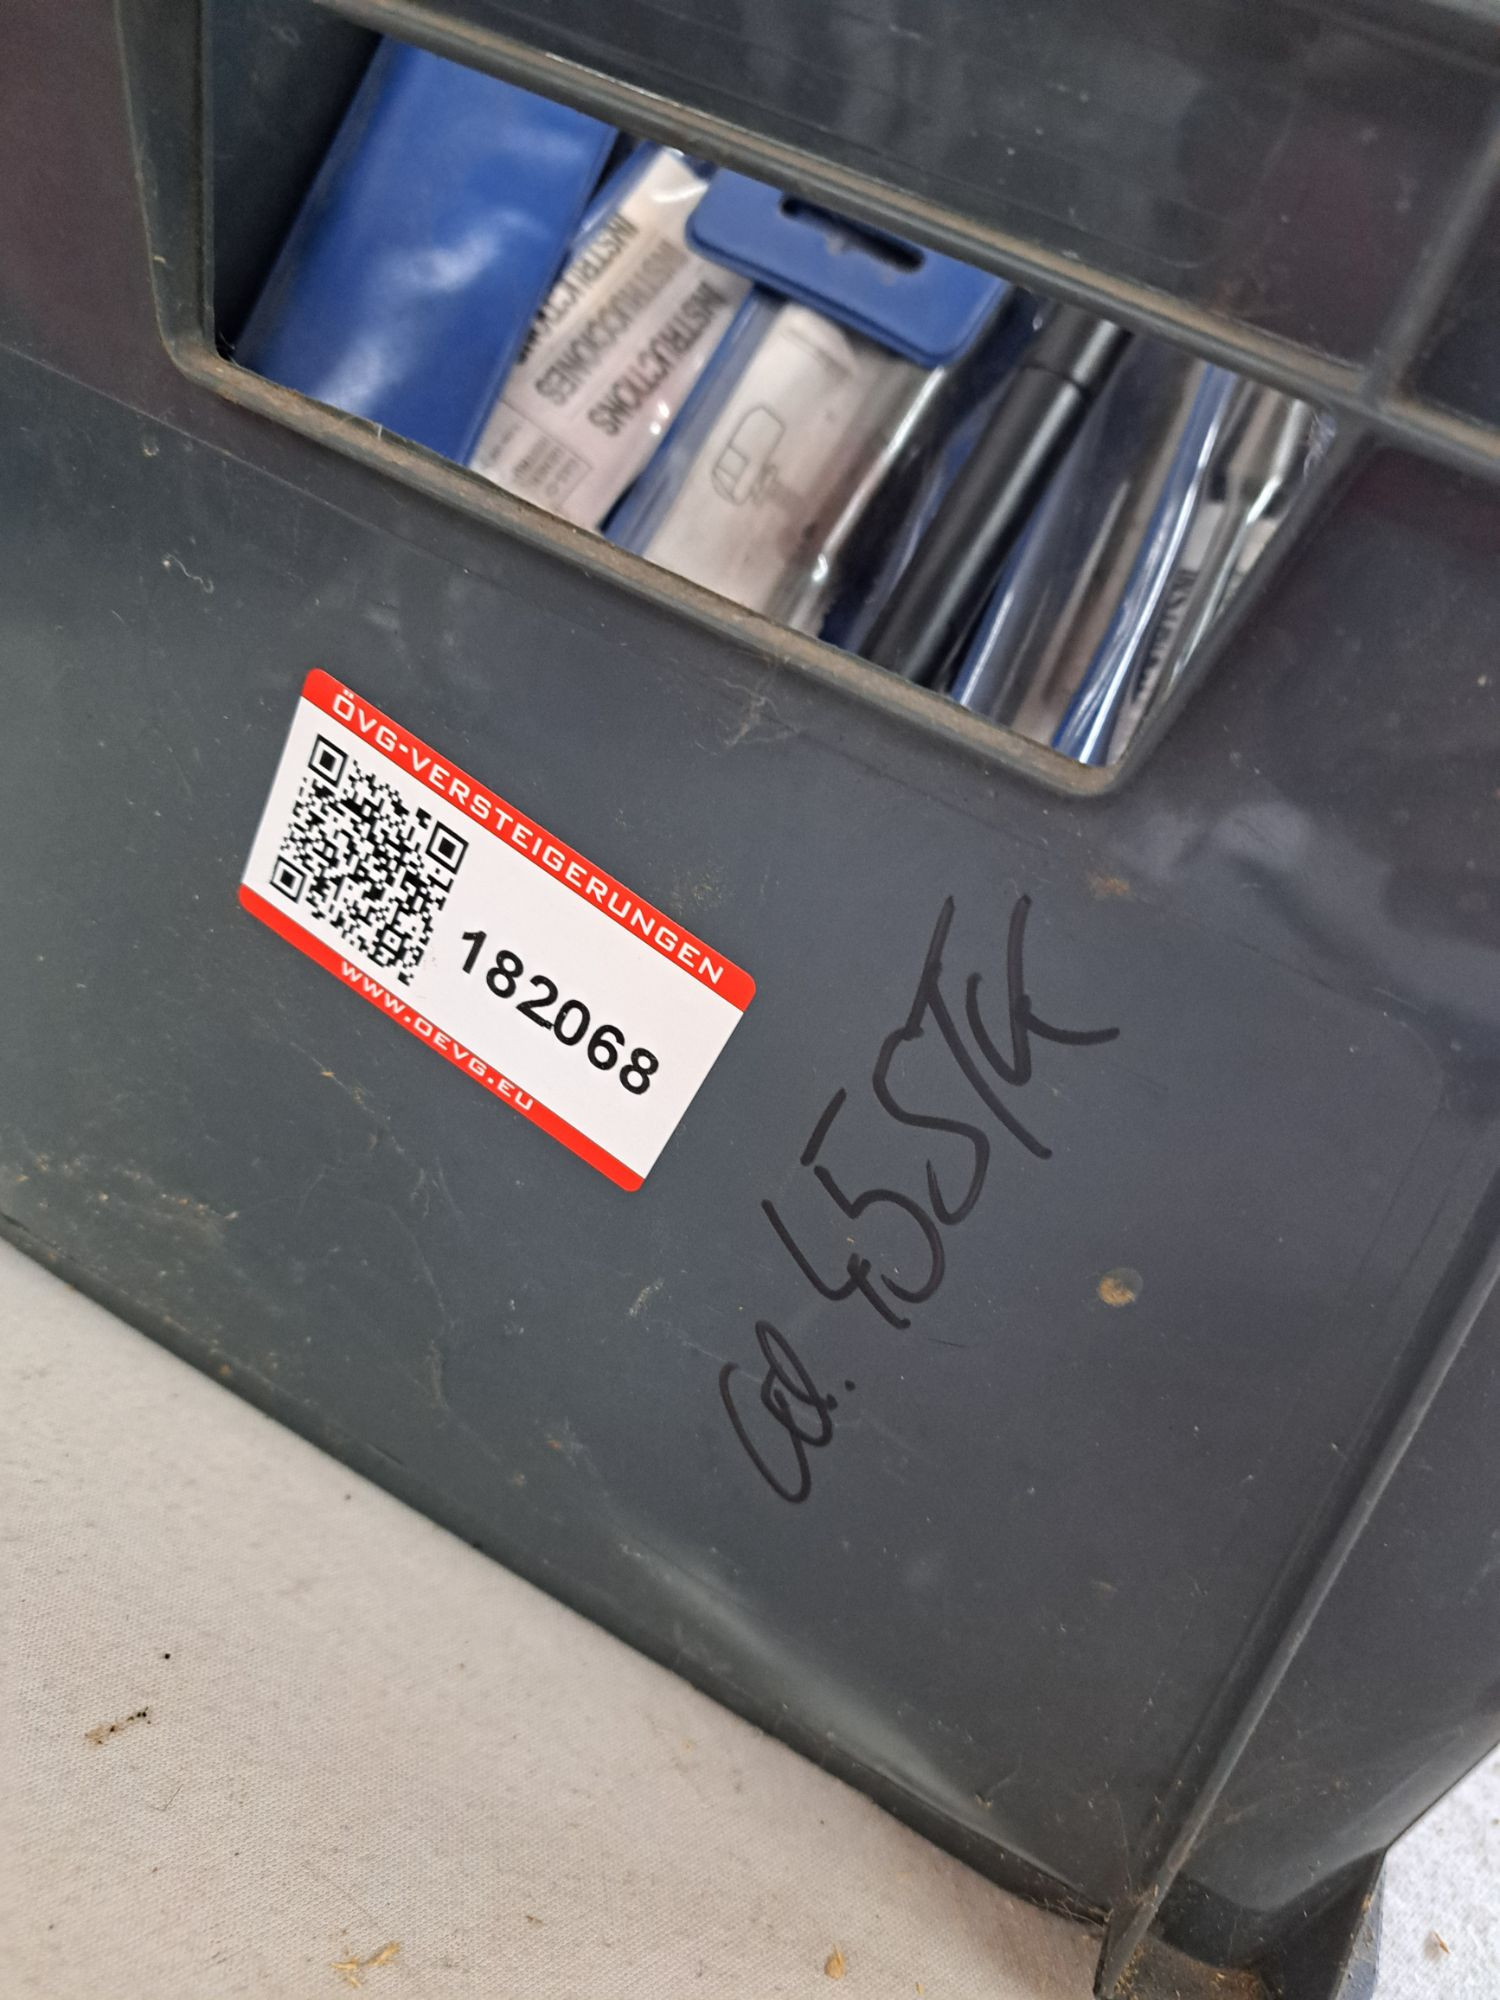 INSTRUCTIONS
INSTRUCCIONES
INSTRUCTIONS
ÖVG-VERSTEIGERUNGEN
182068
WWW.OEVG.EU
ca. 45STK